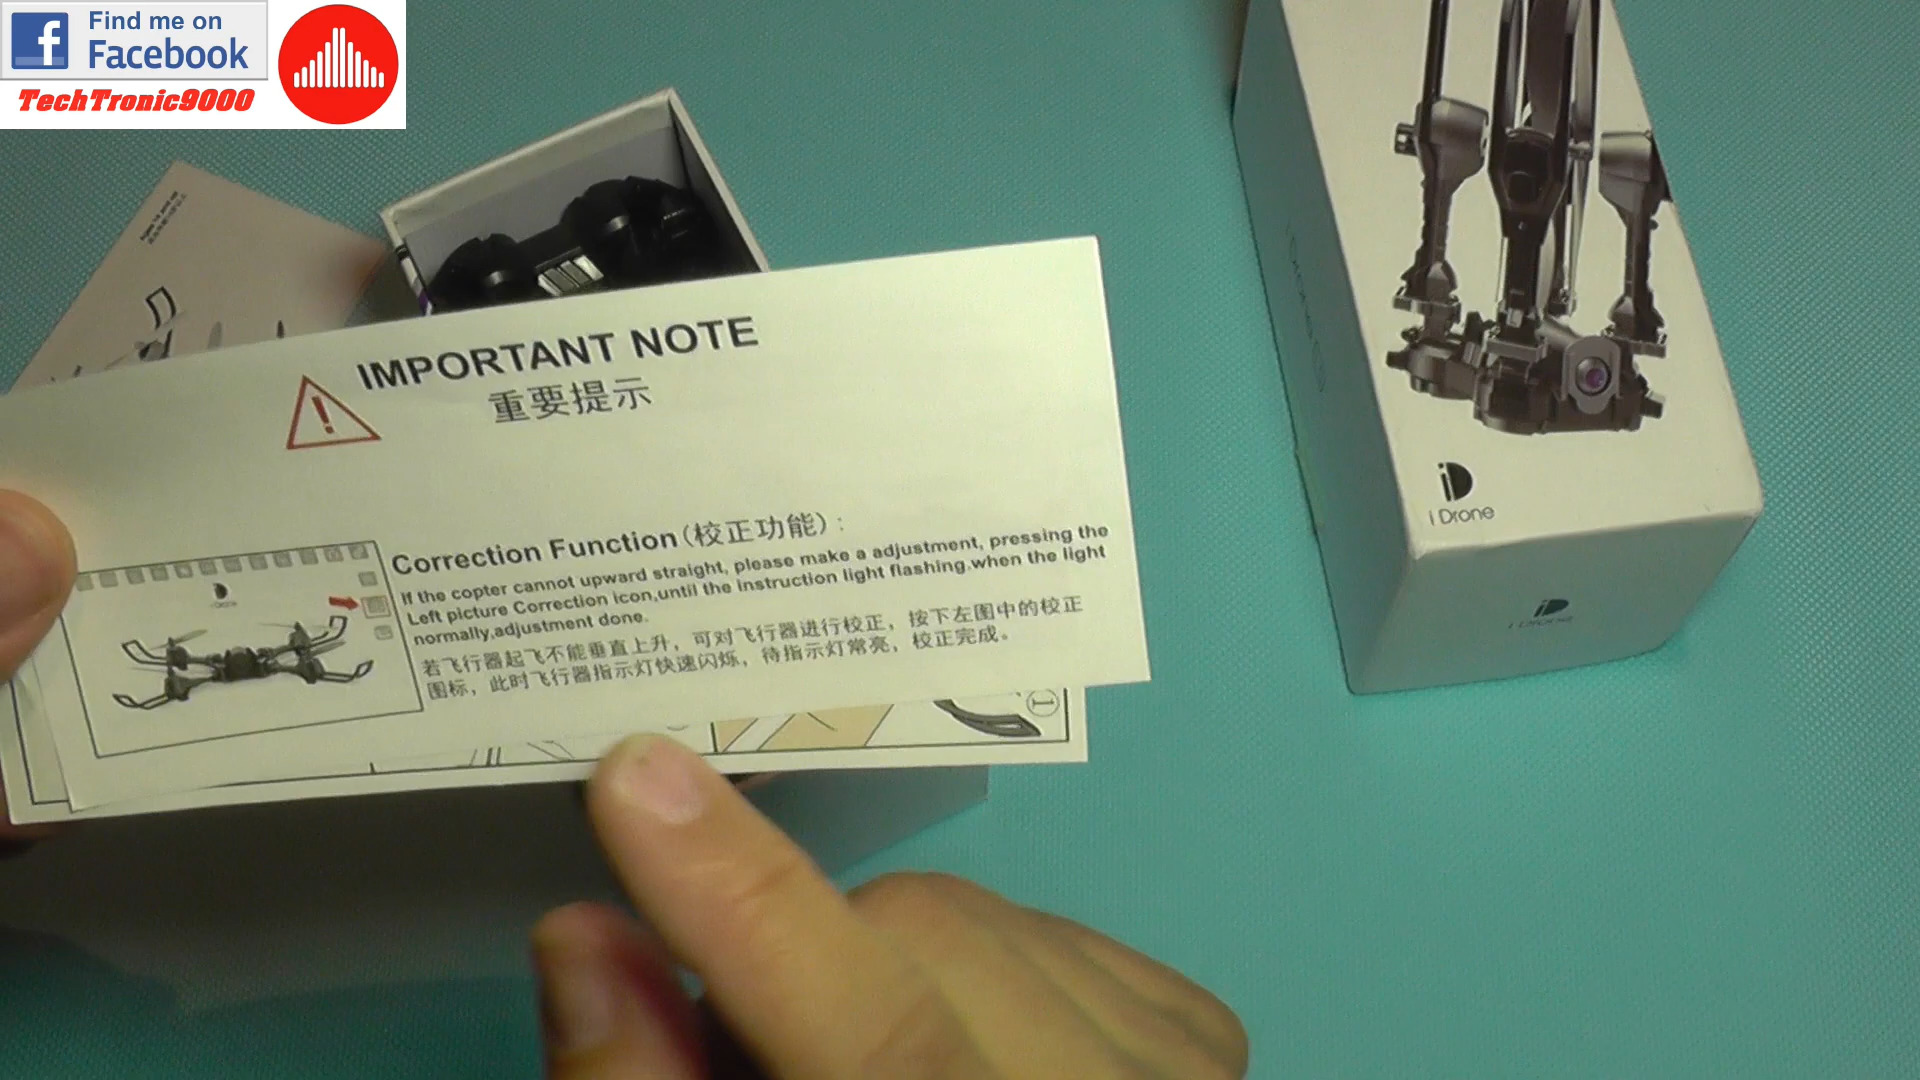 Find me on
Facebook
TechTronic9000
IMPORTANT NOTE
重要提示
Correction Function(校正功能):
If the copter cannot upward straight, please make a adjustment, pressing the
Left picture Correction icon,until the instruction light flashing.when the light
normally,adjustment done.
若飞行器起飞不能垂直上升，可对飞行器进行校正，按下左图中的校正
图标，此时飞行器指示灯快速闪烁，待指示灯常亮，校正完成。
1
i Drone
i Drone